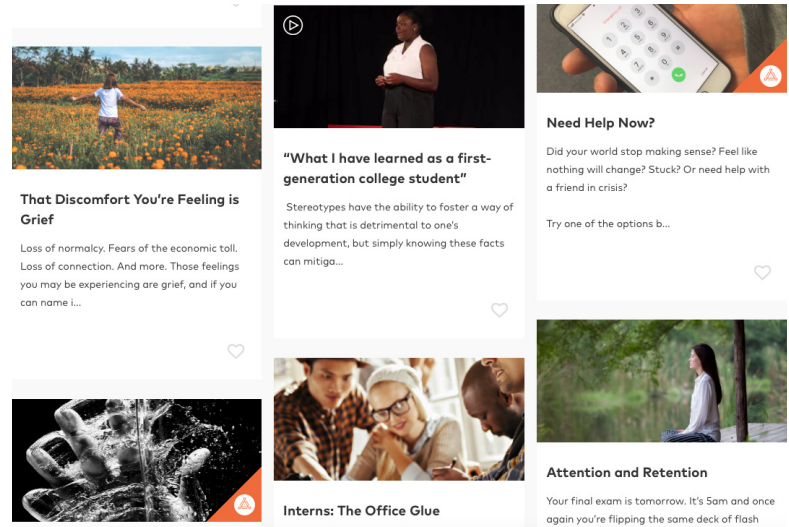 That Discomfort You’re Feeling is
Grief
Loss of normalcy. Fears of the economic toll.
Loss of connection. And more. Those feelings
you may be experiencing are grief, and if you
can name i...
“What I have learned as a first-
generation college student”
Stereotypes have the ability to foster a way of
thinking that is detrimental to one’s
development, but simply knowing these facts
can mitiga...
Interns: The Office Glue
Need Help Now?
Did your world stop making sense? Feel like
nothing will change? Stuck? Or need help with
a friend in crisis?
Try one of the options b...
Attention and Retention
Your final exam is tomorrow. It’s 5am and once
again you’re flipping the same deck of flash